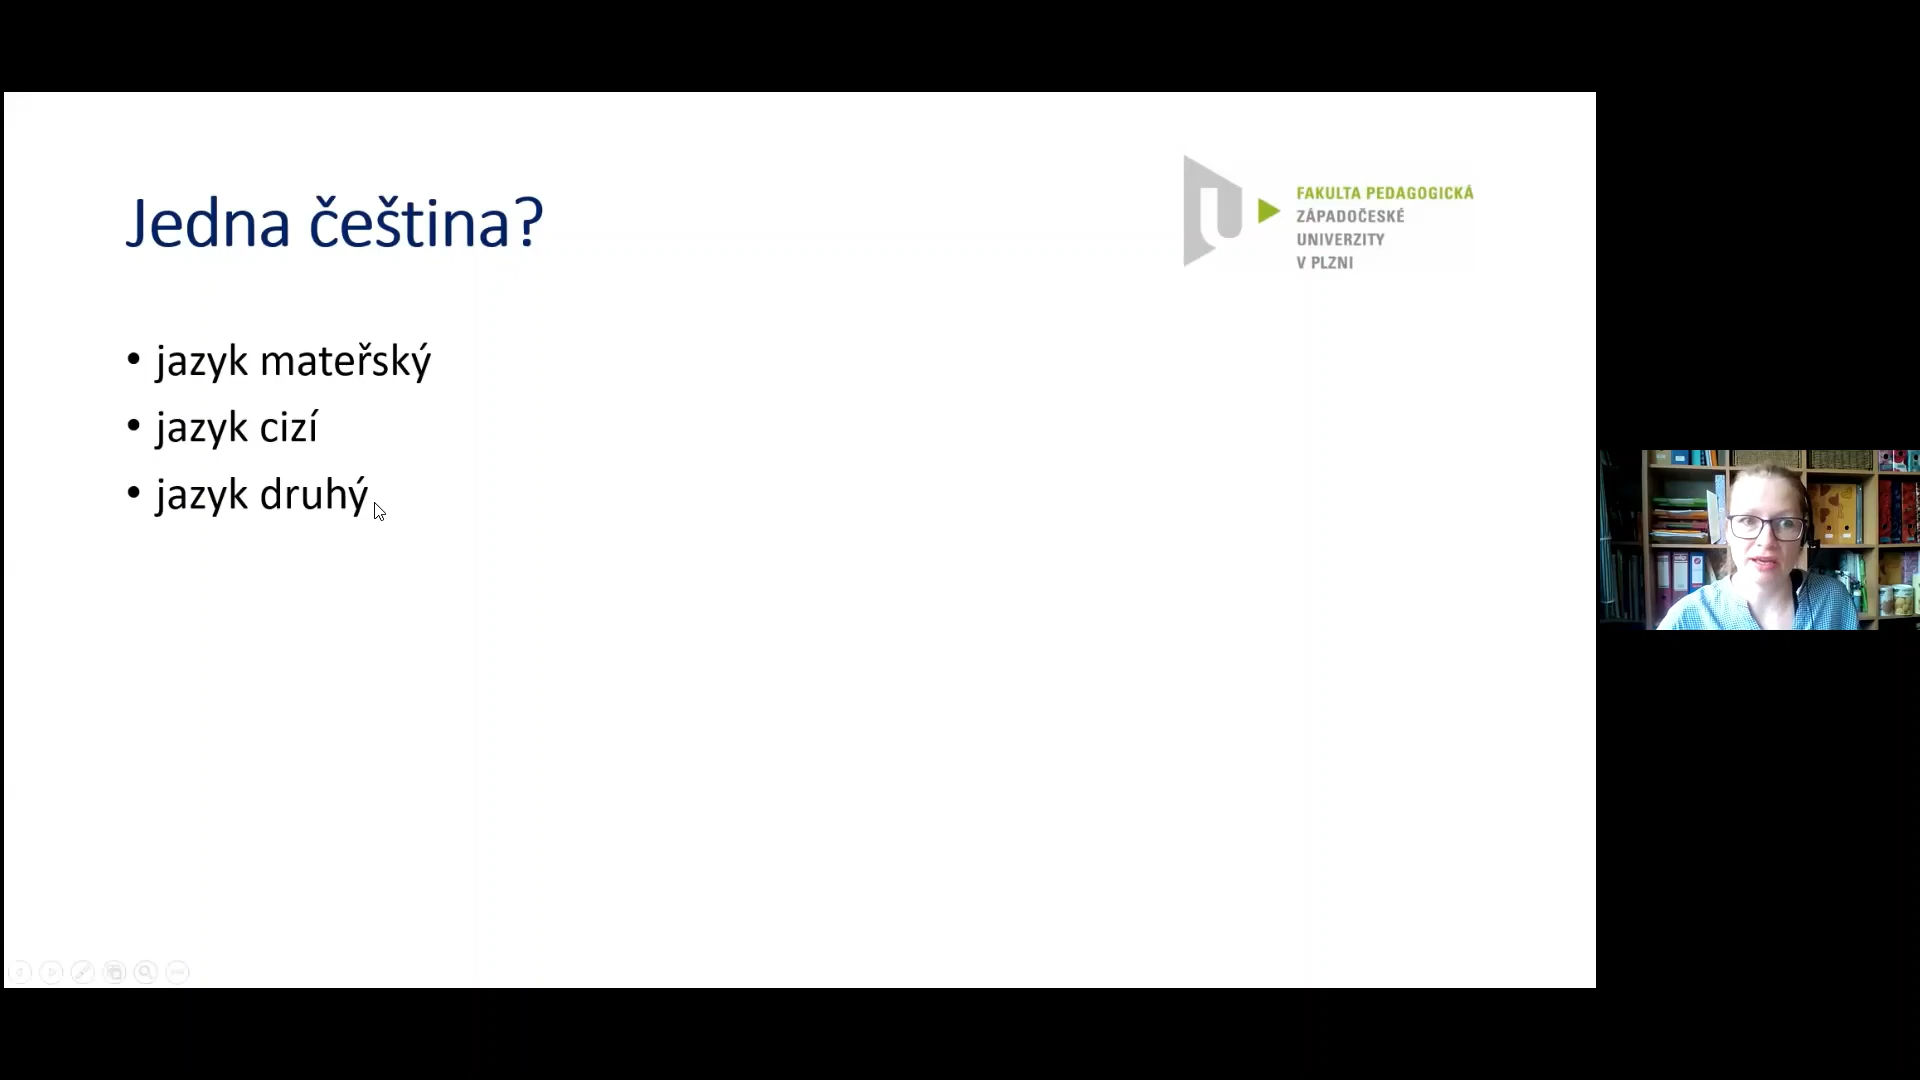 Jedna čeština?
FAKULTA PEDAGOGICKÁ
ZÁPADOČESKÉ
UNIVERZITY
V PLZNI
• jazyk mateřský
• jazyk cizí
• jazyk druhý